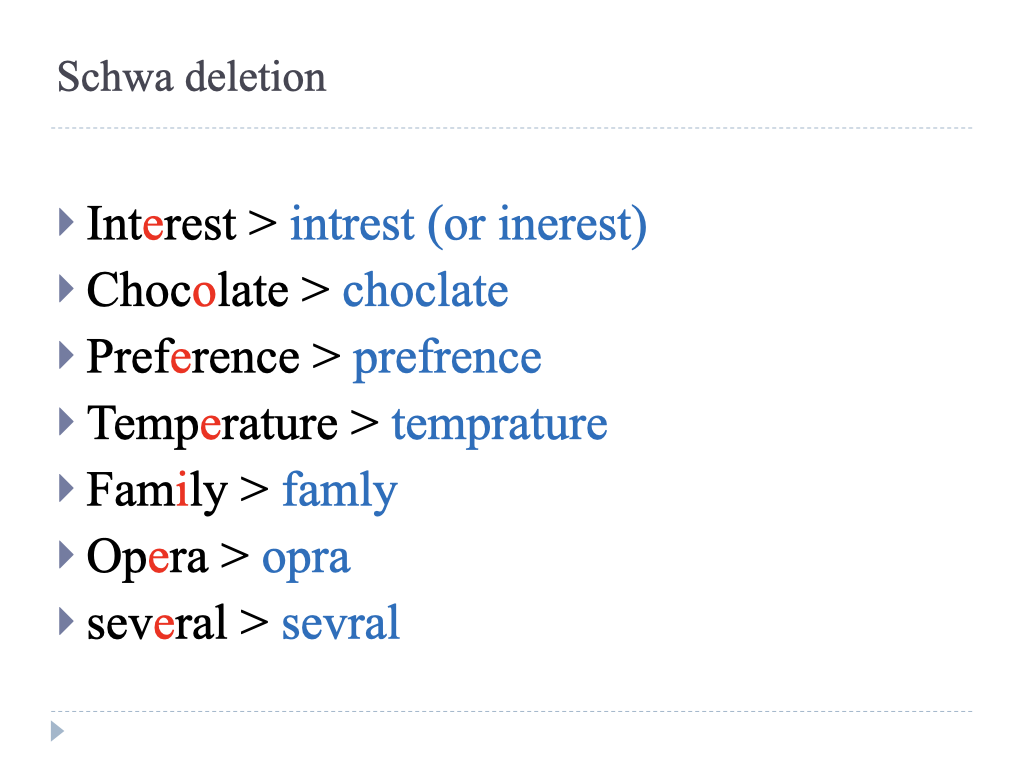 Schwa deletion
Interest > intrest (or inerest)
Chocolate > choclate
Preference > prefrence
Temperature > temprature
Family > famly
Opera > opra
several > sevral